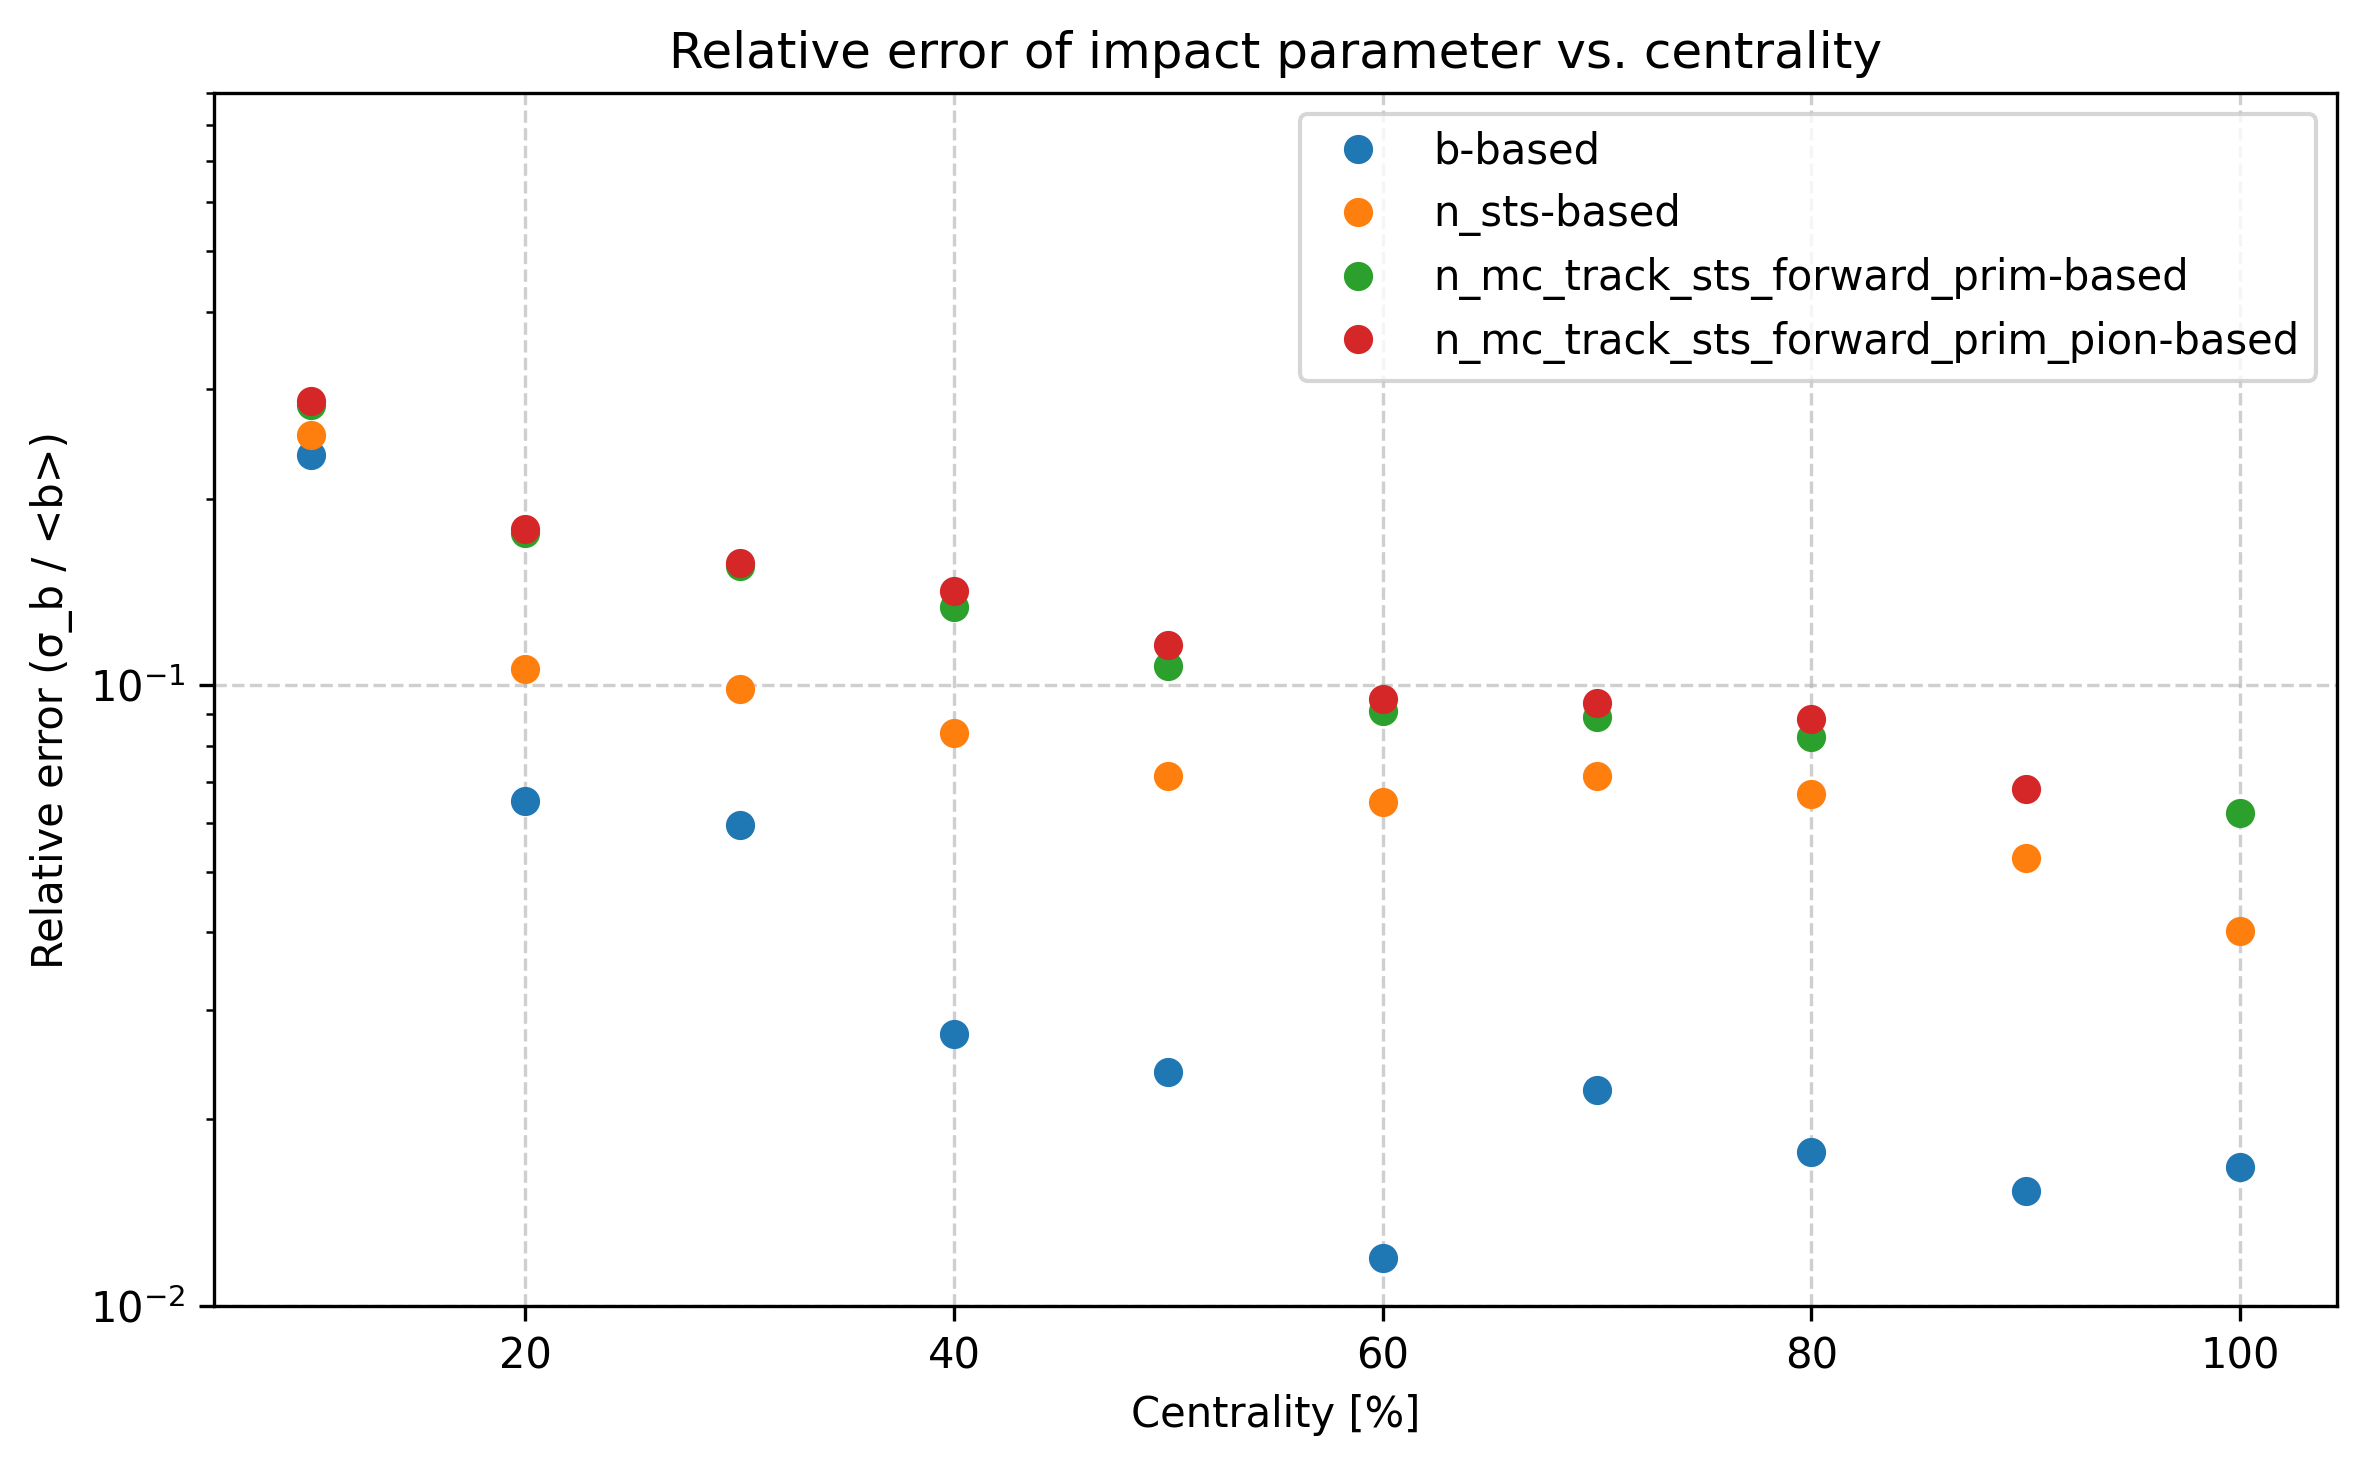 Relative error of impact parameter vs. centrality
b-based
n_sts-based
n_mc_track_sts_forward_prim-based
n_mc_track_sts_forward_prim_pion-based
Relative error (σ_b / <b>)
10⁻¹
10⁻²
20 40 60 80 100
Centrality [%]